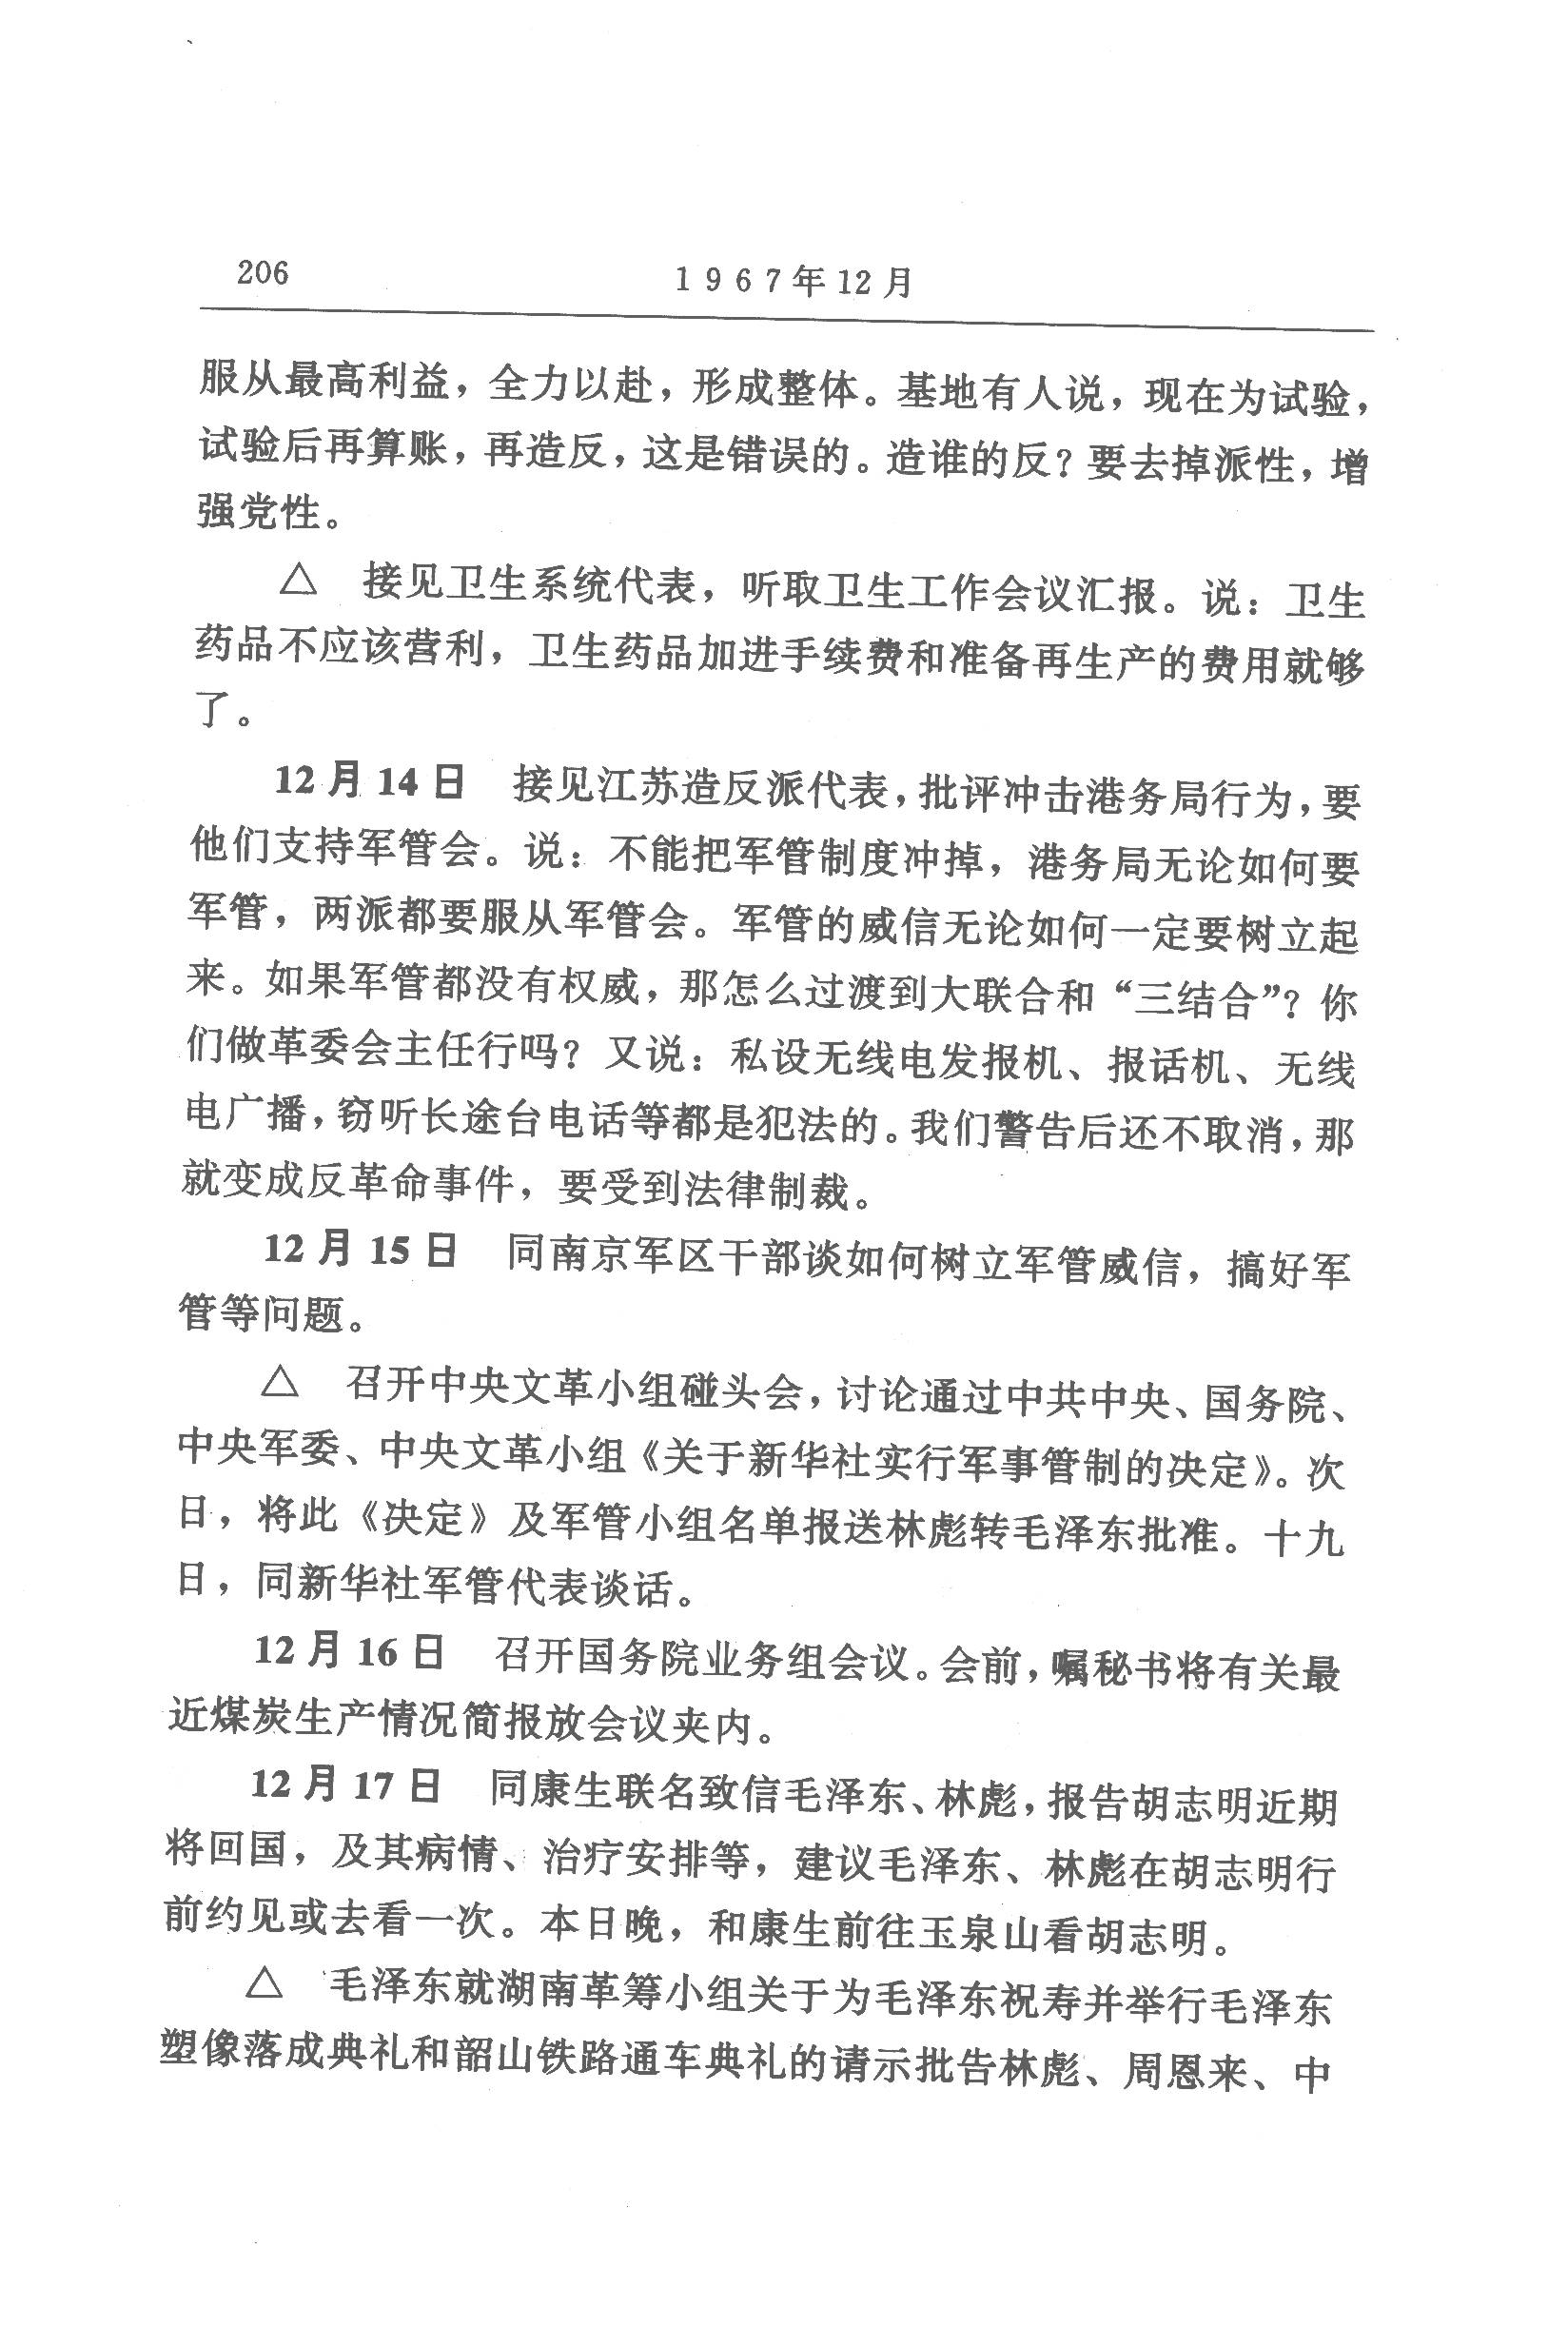 206
1967年12月
服从最高利益，全力以赴，形成整体。基地有人说，现在为试验，
试验后再算账，再造反，这是错误的。造谁的反？要去掉派性，增
强党性。
△ 接见卫生系统代表，听取卫生工作会议汇报。说：卫生
药品不应该营利，卫生药品加进手续费和准备再生产的费用就够
了。
12月14日 接见江苏造反派代表，批评冲击港务局行为，要
他们支持军管会。说：不能把军管制度冲掉，港务局无论如何要
军管，两派都要服从军管会。军管的威信无论如何一定要树立起
来。如果军管都没有权威，那怎么过渡到大联合和“三结合”？你
们做革委会主任行吗？又说：私设无线电发报机、报话机、无线
电广播，窃听长途台电话等都是犯法的。我们警告后还不取消，那
就变成反革命事件，要受到法律制裁。
12月15日 同南京军区干部谈如何树立军管威信，搞好军
管等问题。
△ 召开中央文革小组碰头会，讨论通过中共中央、国务院、
中央军委、中央文革小组《关于新华社实行军事管制的决定》。次
日，将此《决定》及军管小组名单报送林彪转毛泽东批准。十九
日，同新华社军管代表谈话。
12月16日 召开国务院业务组会议。会前，嘱秘书将有关最
近煤炭生产情况简报放会议夹内。
12月17日 同康生联名致信毛泽东、林彪，报告胡志明近期
将回国，及其病情、治疗安排等，建议毛泽东、林彪在胡志明行
前约见或去看一次。本日晚，和康生前往玉泉山看胡志明。
△ 毛泽东就湖南革筹小组关于为毛泽东祝寿并举行毛泽东
塑像落成典礼和韶山铁路通车典礼的请示批告林彪、周恩来、中